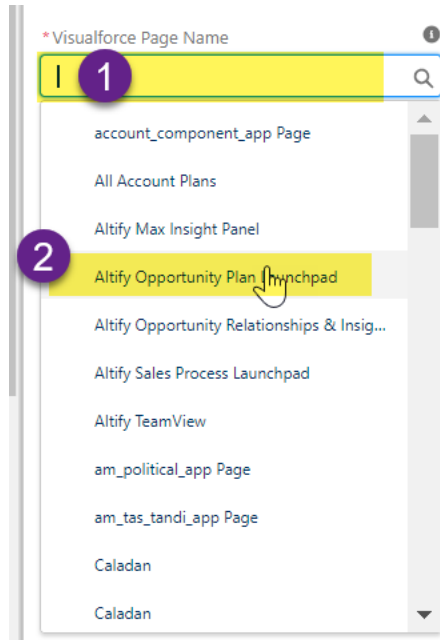 *Visualforce Page Name
1
account_component_app Page
All Account Plans
Altify Max Insight Panel
2
Altify Opportunity Plan Launchpad
Altify Opportunity Relationships & Insig...
Altify Sales Process Launchpad
Altify TeamView
am_political_app Page
am_tas_tandi_app Page
Caladan
Caladan